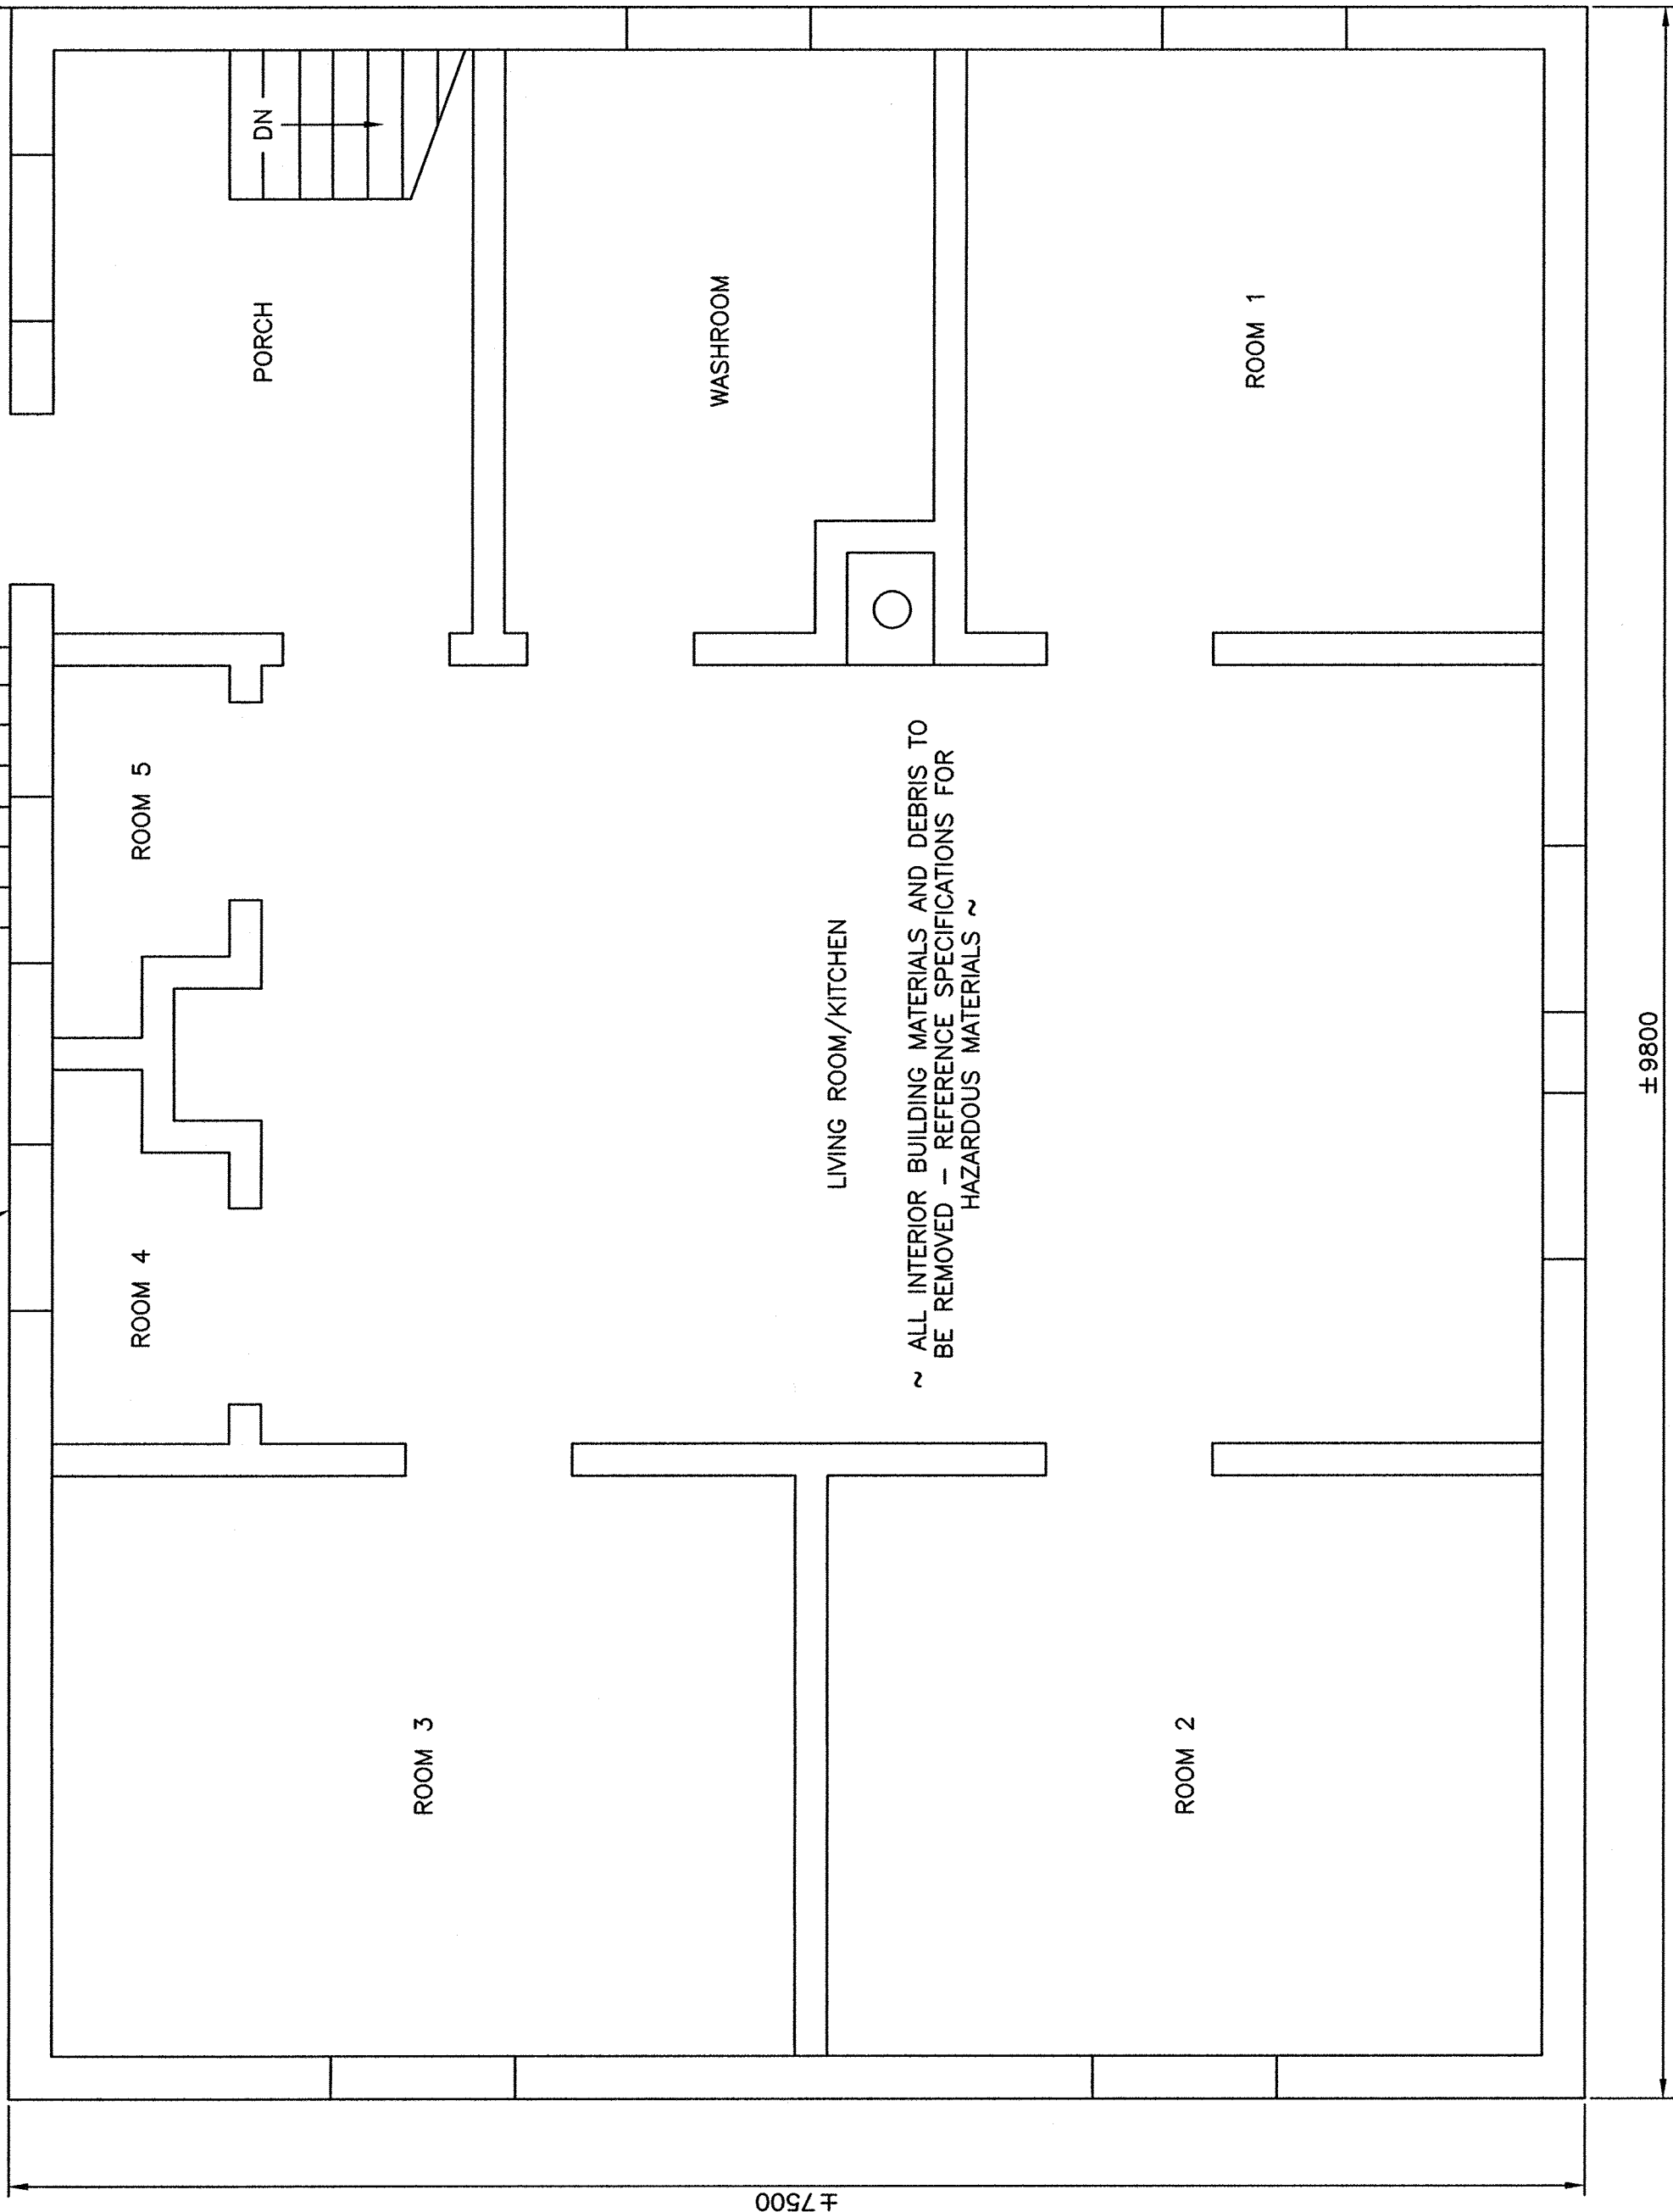 ROOM 4
ROOM 5
PORCH
DN
ROOM 3
WASHROOM
±7500
LIVING ROOM/KITCHEN
~ ALL INTERIOR BUILDING MATERIALS AND DEBRIS TO
BE REMOVED – REFERENCE SPECIFICATIONS FOR
HAZARDOUS MATERIALS ~
ROOM 2
ROOM 1
±9800